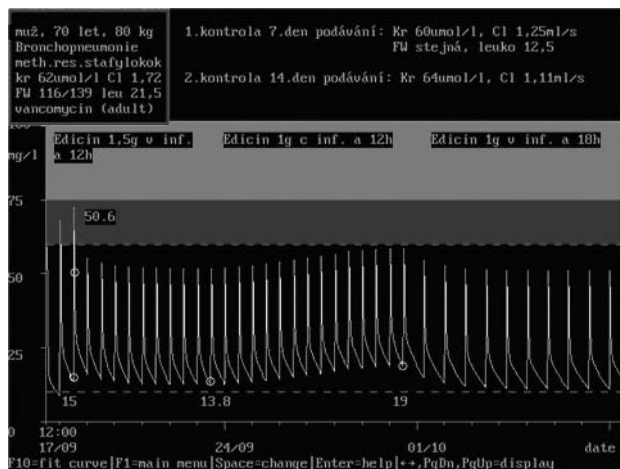 muž, 70 let, 80 kg
Bronchopneumonie
meth.res.stafylokok
kr 62umol/l Cl 1,72
FW 116/139 leu 21,5
vancomycin (adult)
1.kontrola 7.den podávání: Kr 60umol/l, Cl 1,25ml/s
FW stejná, leuko 12,5
2.kontrola 14.den podávání: Kr 64umol/l, Cl 1,11ml/s
100
mg/l
Edicin 1,5g v inf.
a 12h
Edicin 1g c inf. a 12h
Edicin 1g v inf. a 18h
75
50.6
50
25
15
13.8
19
0
12:00
17/09
24/09
01/10
date
F10=fit curve|F1=main menu|Space=change|Enter=help|←→,PgDn,PgUp=display